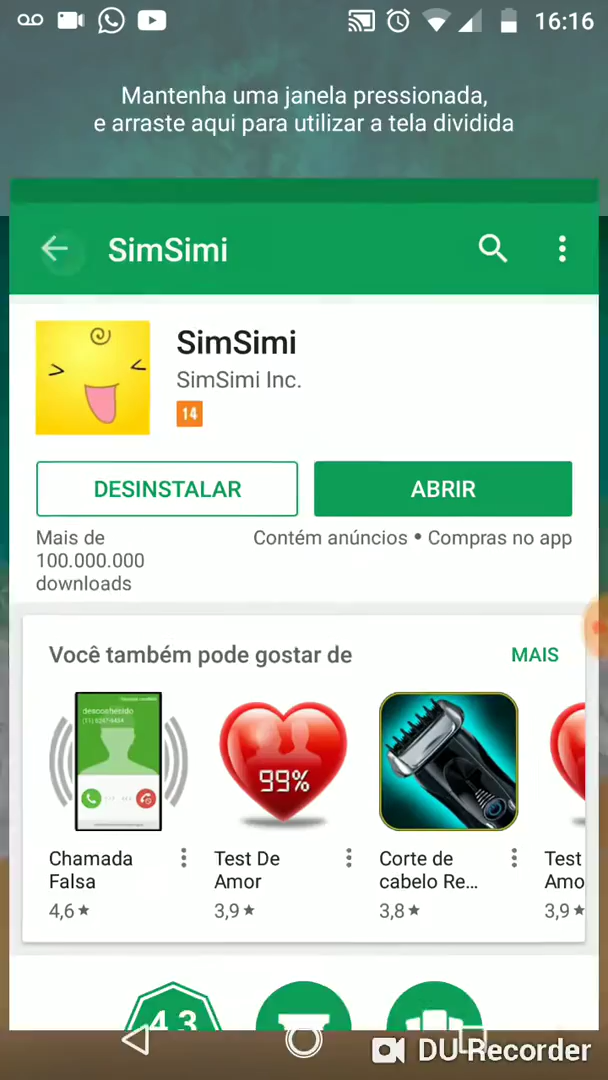 16:16
Mantenha uma janela pressionada,
e arraste aqui para utilizar a tela dividida
SimSimi
SimSimi
SimSimi Inc.
14
DESINSTALAR
ABRIR
Mais de
100.000.000
downloads
Contém anúncios • Compras no app
Você também pode gostar de
MAIS
desconhecido
99%
Chamada
Falsa
4,6★
Test De
Amor
3,9★
Corte de
cabelo Re...
3,8★
Test
Amo
3,9★
4,3
DU Recorder